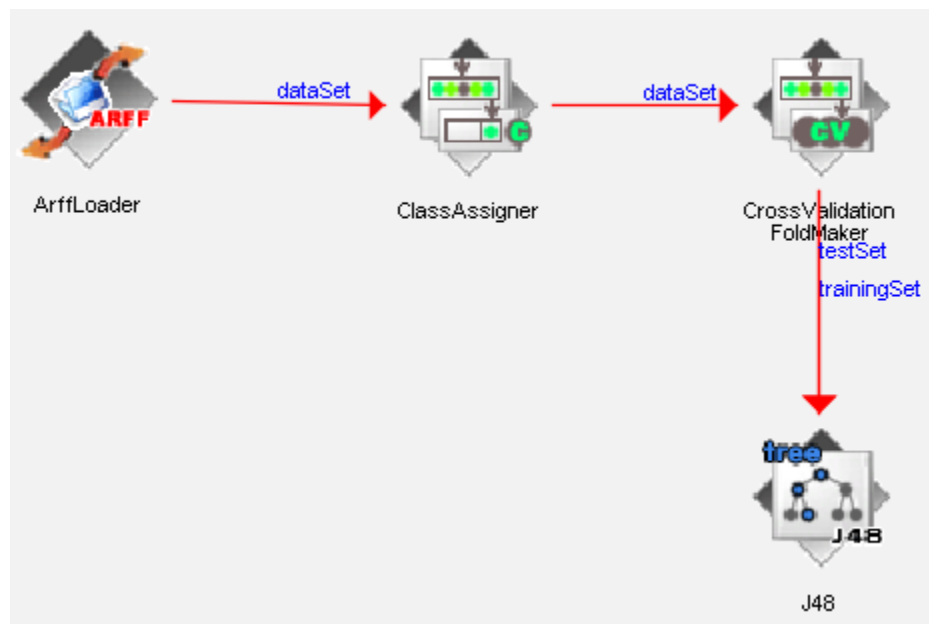 dataSet
dataSet
ARFF
C
CV
ArffLoader
ClassAssigner
CrossValidation
FoldMaker
testSet
trainingSet
tree
J48
J48